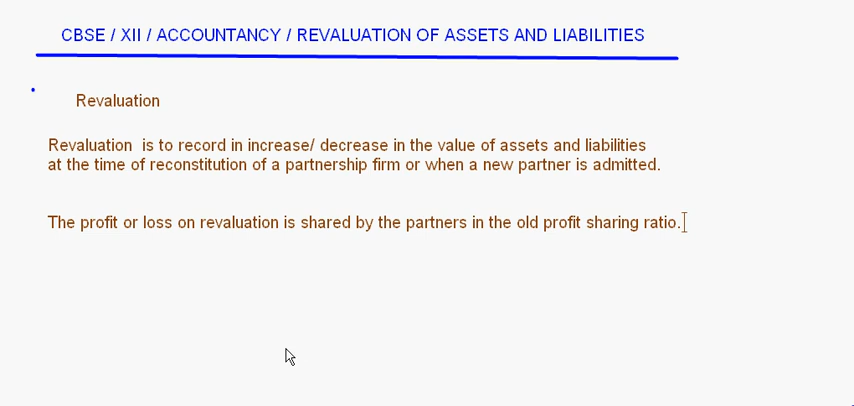 CBSE / XII / ACCOUNTANCY / REVALUATION OF ASSETS AND LIABILITIES
Revaluation
Revaluation  is to record in increase/ decrease in the value of assets and liabilities
at the time of reconstitution of a partnership firm or when a new partner is admitted.
The profit or loss on revaluation is shared by the partners in the old profit sharing ratio.